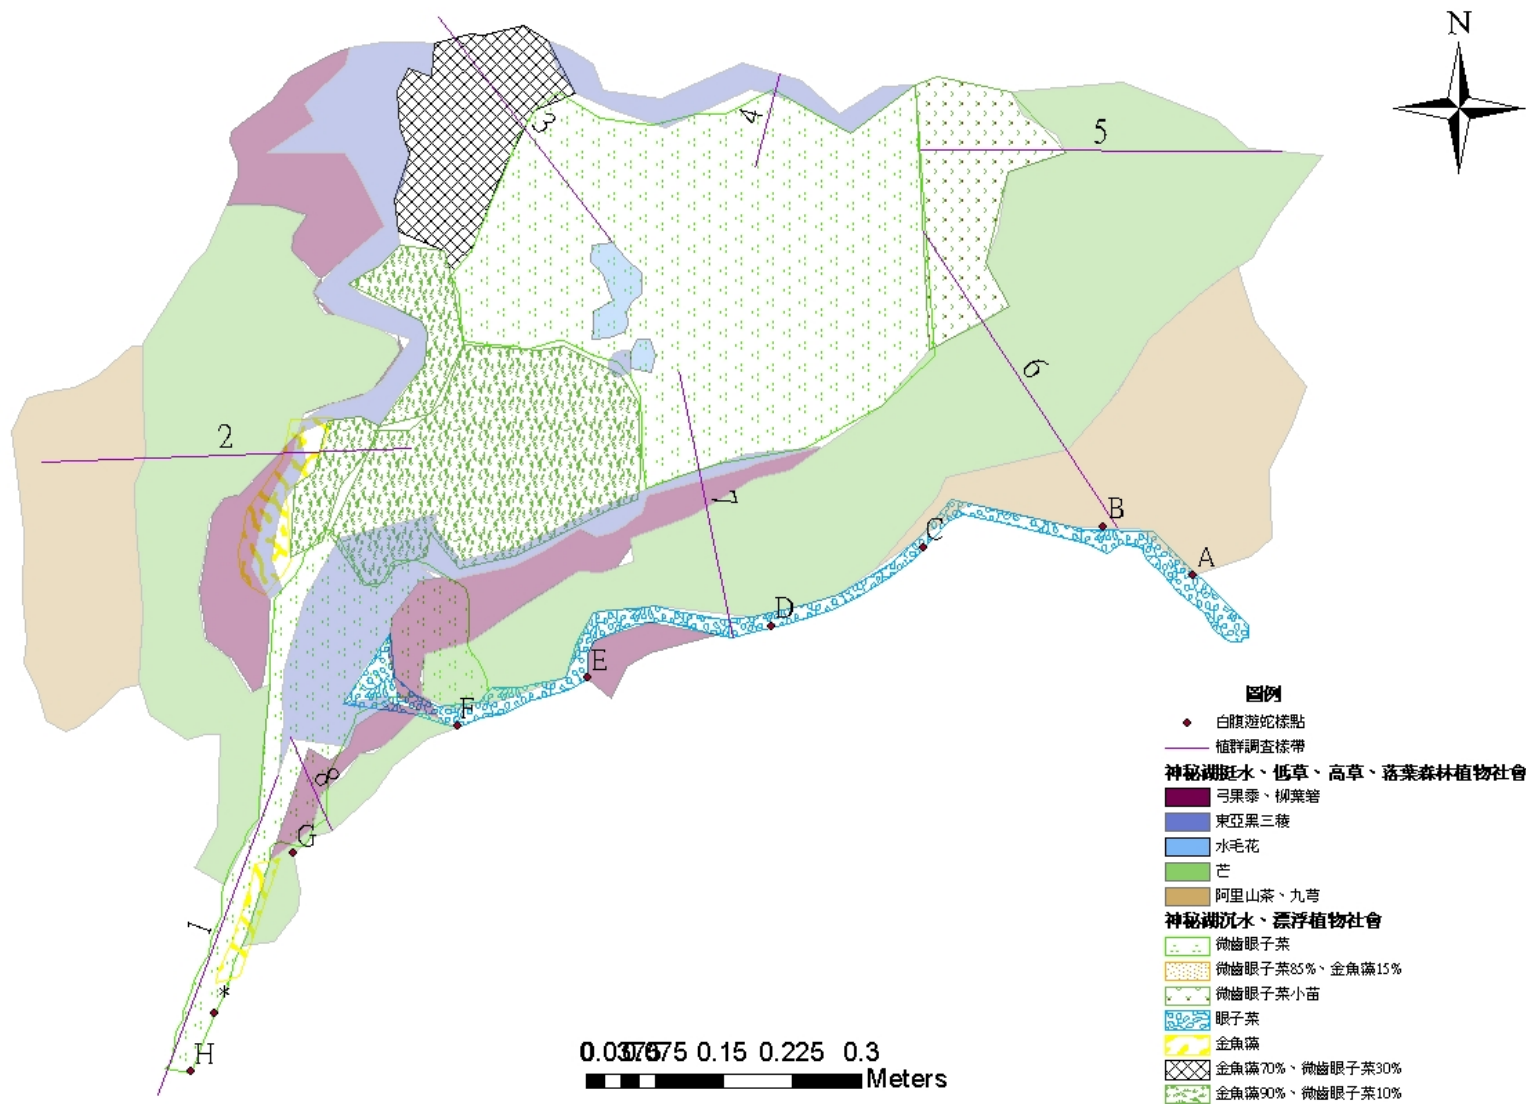 N
3
4
5
2
6
7
B
C
A
D
E
F
8
G
1
*
H
0.15 0.225 0.3
Meters
圖例
白腹遊蛇樣點
植群調查樣帶
神秘湖挺水、低草、高草、落葉森林植物社會
弓果黍、柳葉箬
東亞黑三稜
水毛花
芒
阿里山茶、九芎
神秘湖沉水、漂浮植物社會
微齒眼子菜
微齒眼子菜85%、金魚藻15%
微齒眼子菜小苗
眼子菜
金魚藻
金魚藻70%、微齒眼子菜30%
金魚藻90%、微齒眼子菜10%